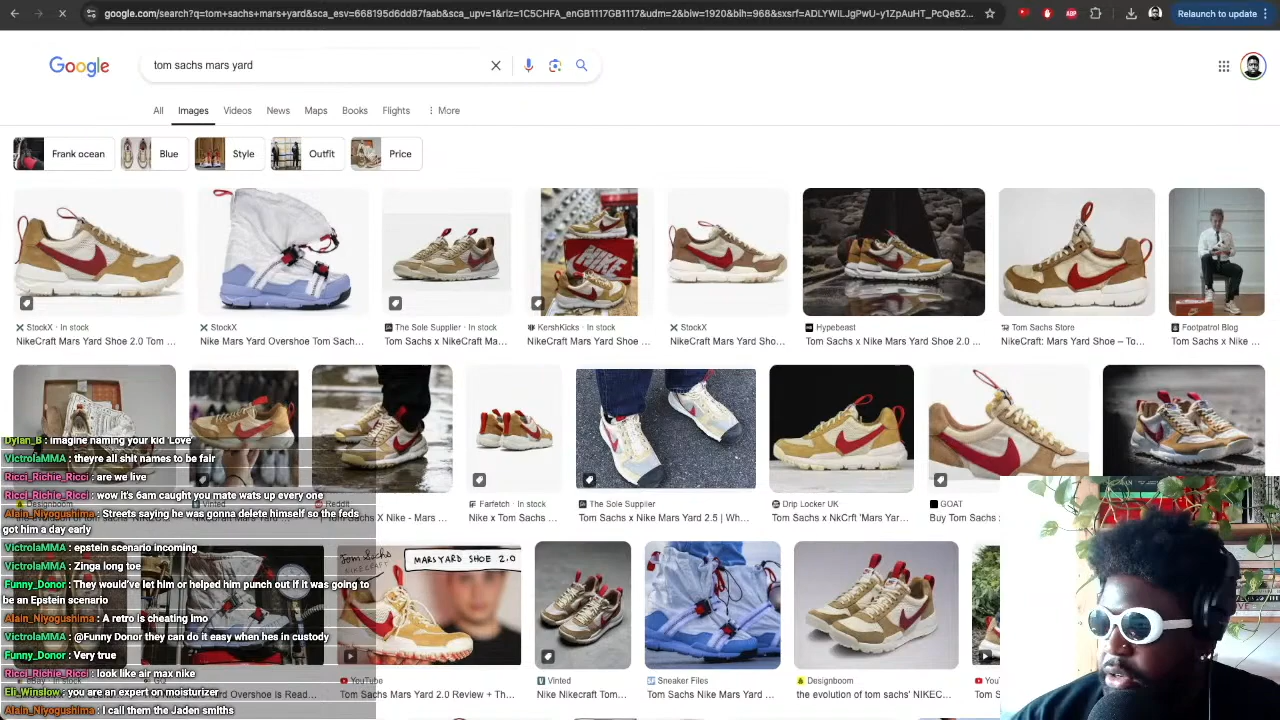 google.com/search?q=tom+sachs+mars+yard&sca_esv=668195d6dd87faab&sca_upv=1&rlz=1C5CHFA_enGB1117GB1117&udm=2&biw=1920&bih=968&sxsrf=ADLYWILJgPwU-y1ZpAuHT_PcQe52...
Relaunch to update
Google
tom sachs mars yard
All
Images
Videos
News
Maps
Books
Flights
More
Frank ocean
Blue
Style
Outfit
Price
StockX · In stock
NikeCraft Mars Yard Shoe 2.0 Tom ...
StockX
Nike Mars Yard Overshoe Tom Sach...
The Sole Supplier · In stock
Tom Sachs x NikeCraft Ma...
KershKicks · In stock
NikeCraft Mars Yard Shoe ...
StockX
NikeCraft Mars Yard Sho...
Hypebeast
Tom Sachs x Nike Mars Yard Shoe 2.0 ...
Tom Sachs Store
NikeCraft: Mars Yard Shoe – To...
Footpatrol Blog
Tom Sachs x Nike ...
Farfetch · In stock
Nike x Tom Sachs ...
The Sole Supplier
Tom Sachs x Nike Mars Yard 2.5 | Wh...
Drip Locker UK
Tom Sachs x NkCrft 'Mars Yar...
GOAT
Buy Tom Sachs
MARSYARD SHOE 2.0
YouTube
Tom Sachs Mars Yard 2.0 Review + Th...
Vinted
Nike Nikecraft Tom ...
Sneaker Files
Tom Sachs Nike Mars Yard ...
Designboom
the evolution of tom sachs' NIKEC...
Tom S
Dylan_B : imagine naming your kid 'Love'
VictrolaMMA : theyre all shit names to be fair
Ricci_Richie_Ricci : are we live
Ricci_Richie_Ricci : wow it's 6am caught you mate wats up every one
Alain_Niyogushima : Streets saying he was gonna delete himself so the feds
got him a day early
VictrolaMMA : epstein scenario incoming
VictrolaMMA : Zinga long toe
Funny_Donor : They would've let him or helped him punch out if it was going to
be an Epstein scenario
Alain_Niyogushima : A retro is cheating imo
VictrolaMMA : @Funny Donor they can do it easy when hes in custody
Funny_Donor : Very true
Ricci_Richie_Ricci : look like air max nike
Eli_Winslow : you are an expert on moisturizer
Alain_Niyogushima : I call them the Jaden smiths